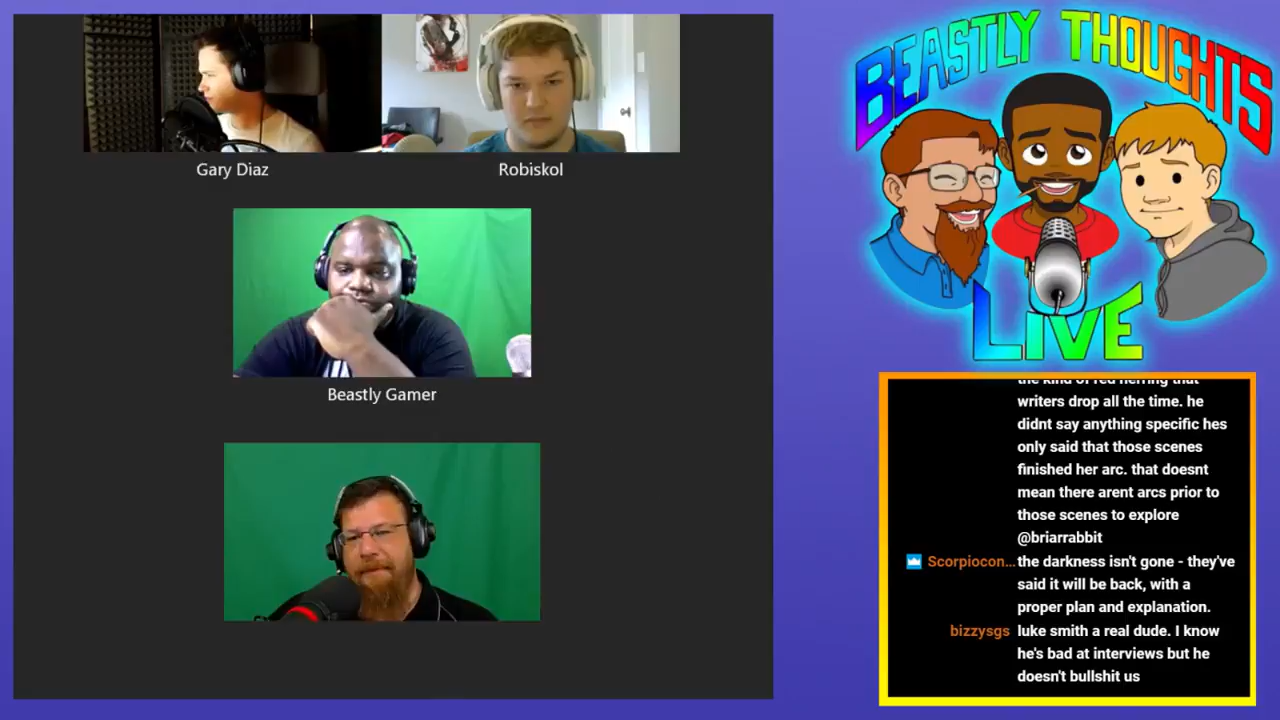 BEASTLY THOUGHTS
LIVE
Gary Diaz
Robiskol
Beastly Gamer
the kind of red herring that
writers drop all the time. he
didnt say anything specific hes
only said that those scenes
finished her arc. that doesnt
mean there arent arcs prior to
those scenes to explore
@briarrabbit
Scorpiocon... the darkness isn't gone - they've
said it will be back, with a
proper plan and explanation.
bizzysgs luke smith a real dude. I know
he's bad at interviews but he
doesn't bullshit us